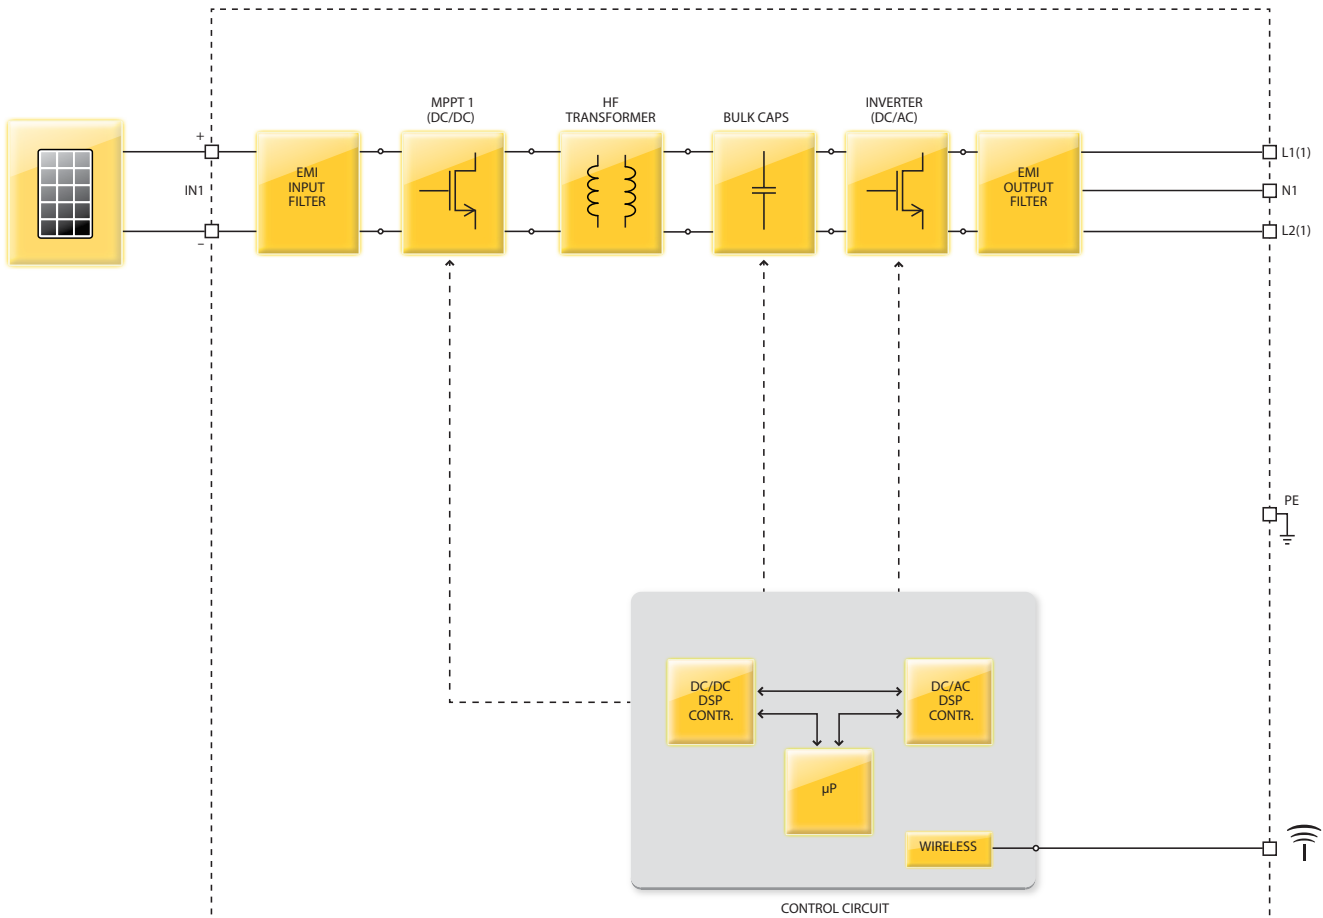 MPPT 1
(DC/DC)
HF
TRANSFORMER
BULK CAPS
INVERTER
(DC/AC)
+
IN1
–
EMI
INPUT
FILTER
EMI
OUTPUT
FILTER
L1(1)
N1
L2(1)
PE
DC/DC
DSP
CONTR.
DC/AC
DSP
CONTR.
µP
WIRELESS
CONTROL CIRCUIT